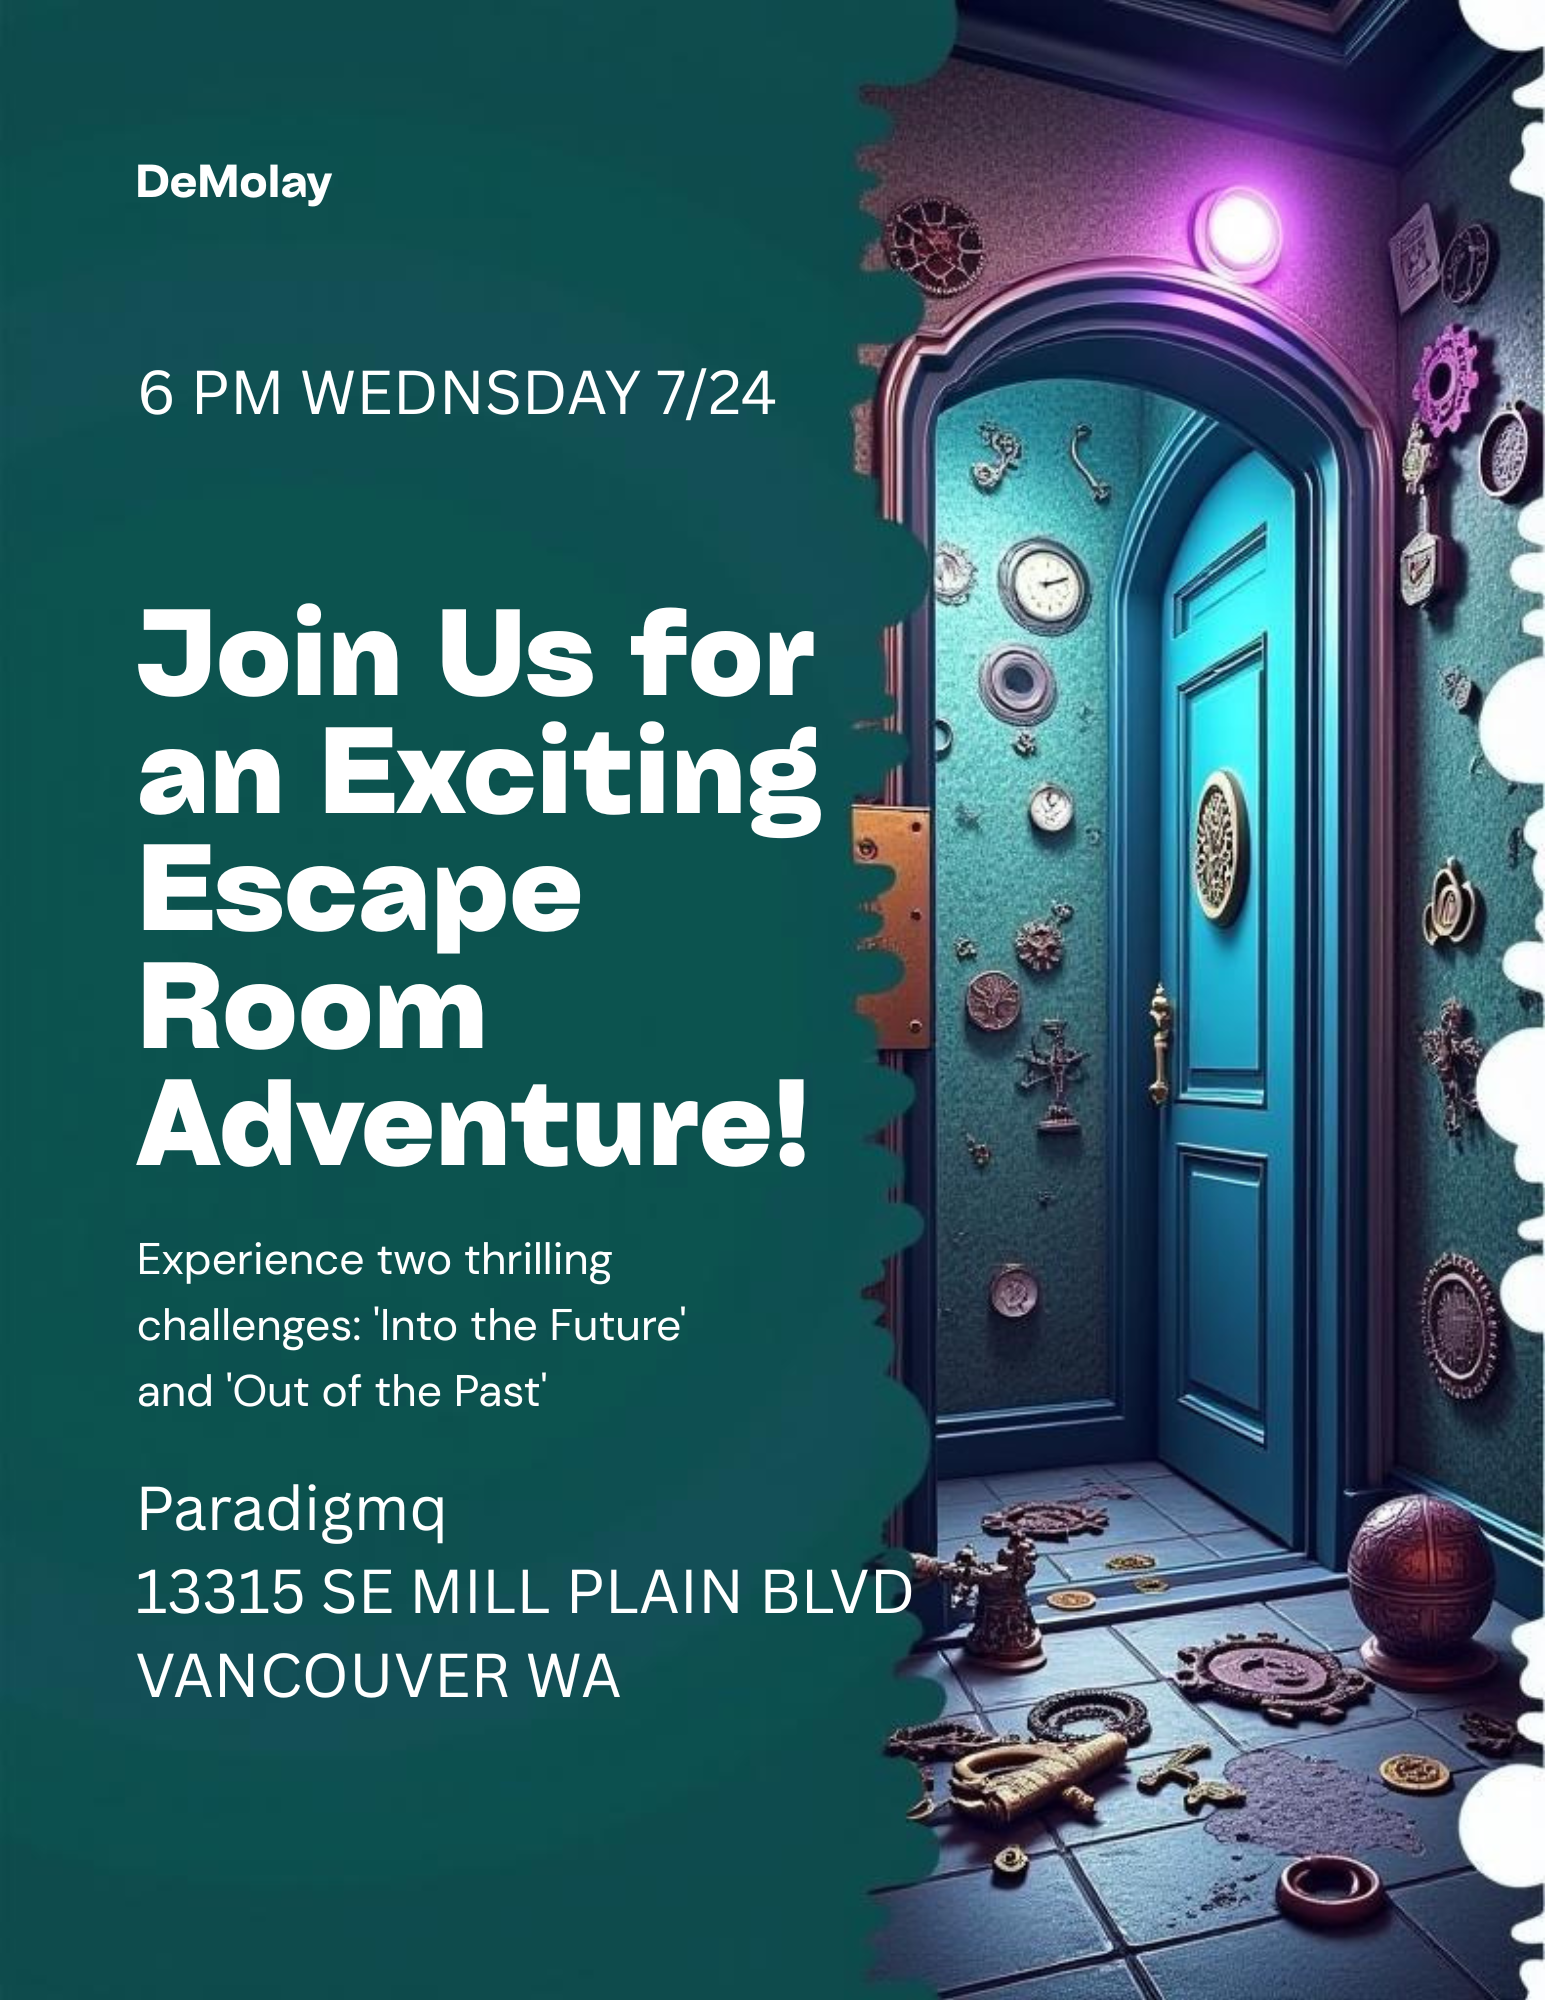 DeMolay
6 PM WEDNSDAY 7/24
Join Us for
an Exciting
Escape
Room
Adventure!
Experience two thrilling
challenges: 'Into the Future'
and 'Out of the Past'
Paradigmq
13315 SE MILL PLAIN BLVD
VANCOUVER WA